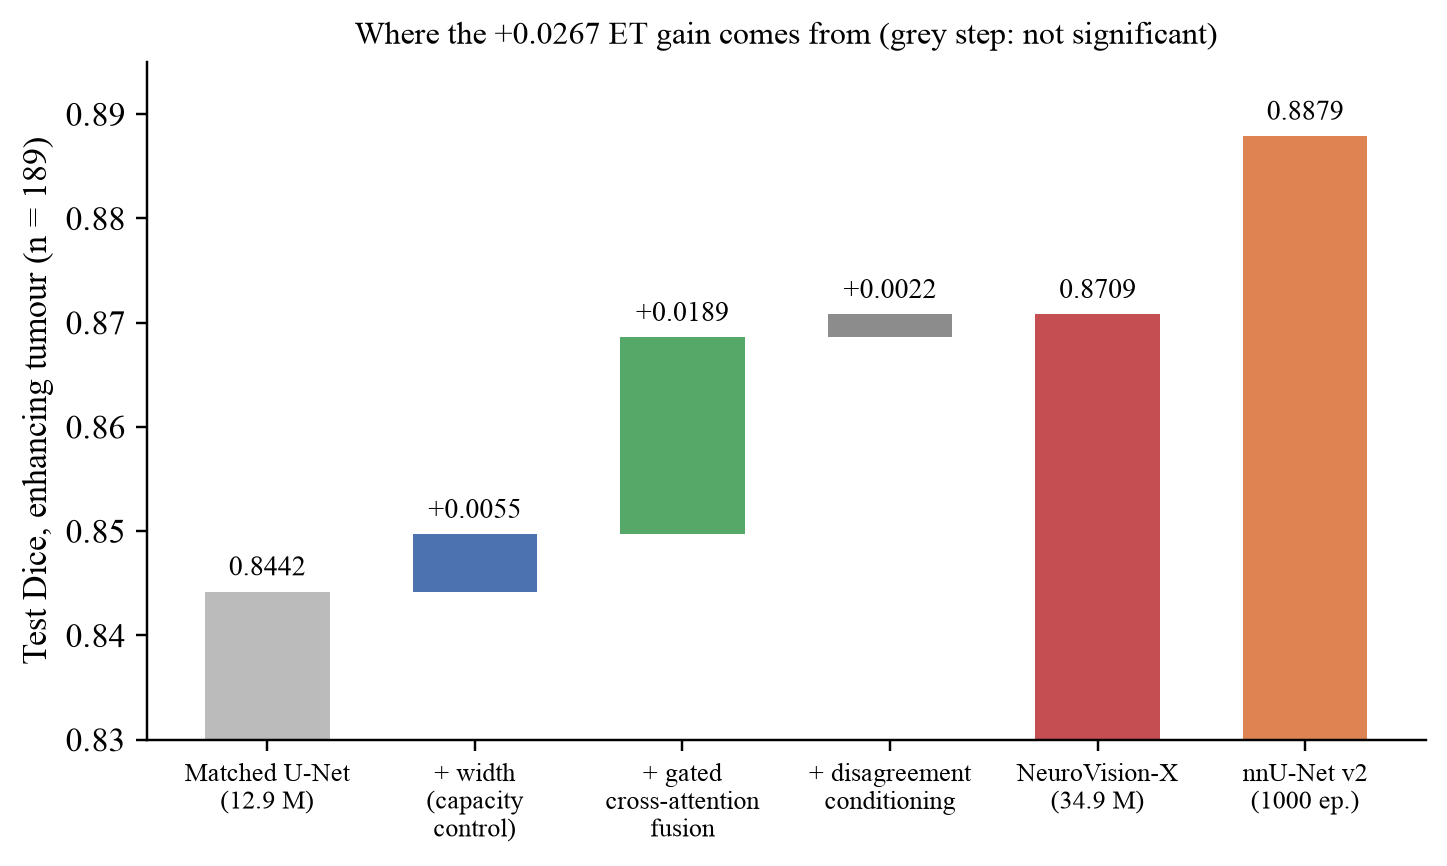 Where the +0.0267 ET gain comes from (grey step: not significant)
Test Dice, enhancing tumour (n = 189)
0.89
0.88
0.87
0.86
0.85
0.84
0.83
0.8442
+0.0055
+0.0189
+0.0022
0.8709
0.8879
Matched U-Net
(12.9 M)
+ width
(capacity
control)
+ gated
cross-attention
fusion
+ disagreement
conditioning
NeuroVision-X
(34.9 M)
nnU-Net v2
(1000 ep.)